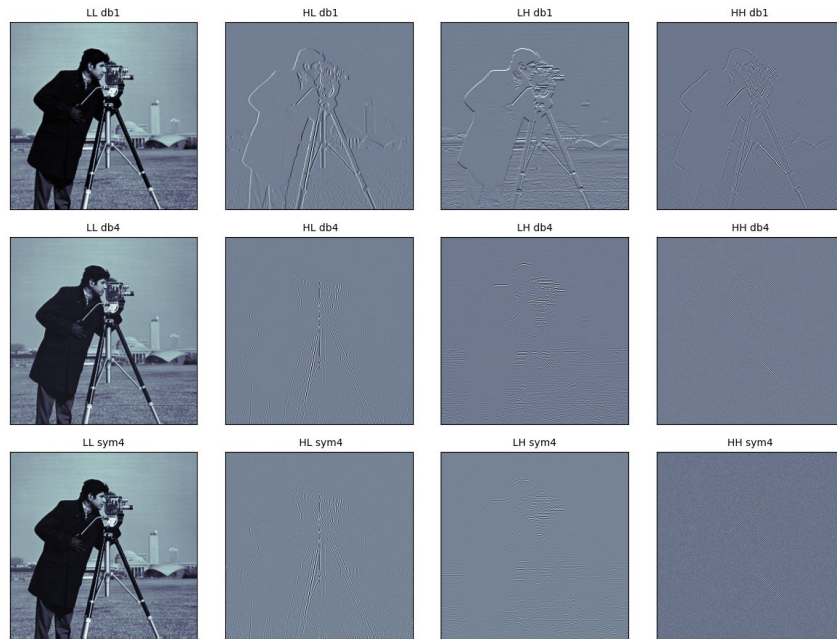 LL db1
HL db1
LH db1
HH db1
LL db4
HL db4
LH db4
HH db4
LL sym4
HL sym4
LH sym4
HH sym4